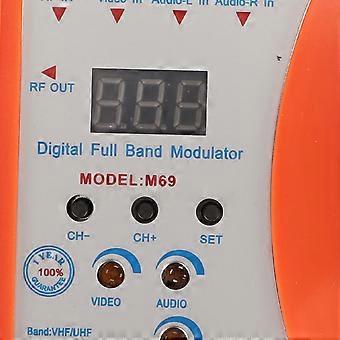 Video In Audio-L In Audio-R In
RF OUT
Digital Full Band Modulator
MODEL:M69
CH-
CH+
SET
1 YEAR
100%
GUARANTEE
VIDEO
AUDIO
Band:VHF/UHF